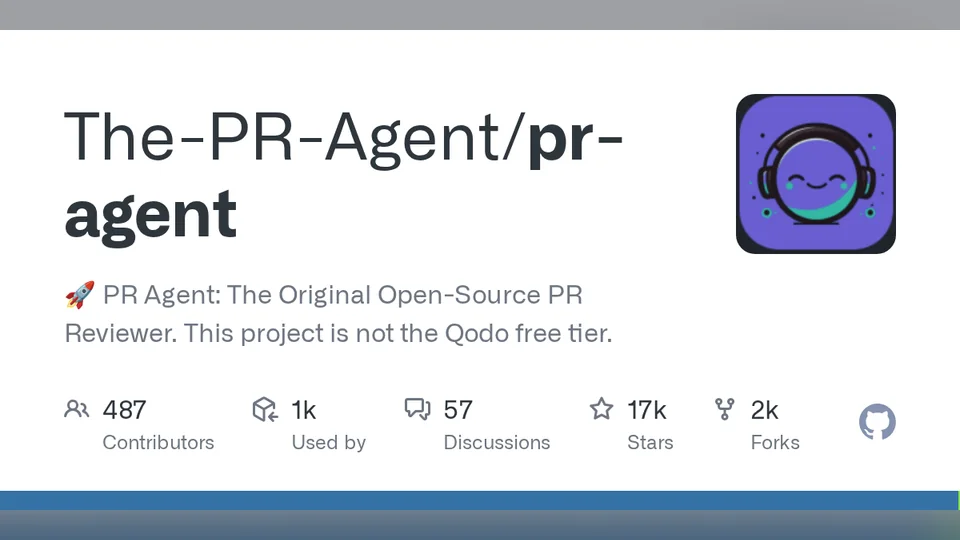 The-PR-Agent/pr-
agent
🚀 PR Agent: The Original Open-Source PR
Reviewer. This project is not the Qodo free tier.
487 1k 57 17k 2k
Contributors Used by Discussions Stars Forks